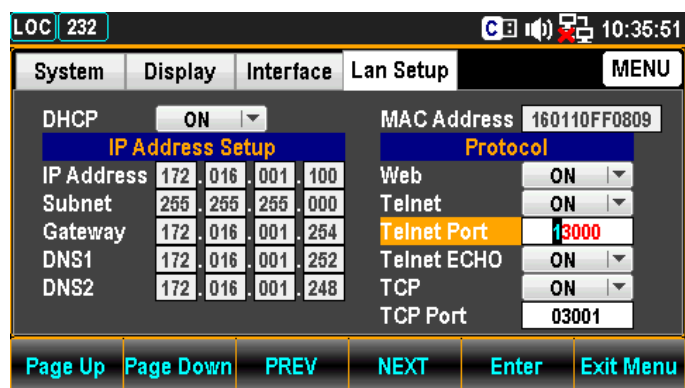 LOC 232 C 10:35:51
System Display Interface Lan Setup MENU
DHCP ON
IP Address Setup
IP Address 172 . 016 . 001 . 100
Subnet 255 . 255 . 255 . 000
Gateway 172 . 016 . 001 . 254
DNS1 172 . 016 . 001 . 252
DNS2 172 . 016 . 001 . 248
MAC Address 160110FF0809
Protocol
Web ON
Telnet ON
Telnet Port 13000
Telnet ECHO ON
TCP ON
TCP Port 03001
Page Up Page Down PREV NEXT Enter Exit Menu